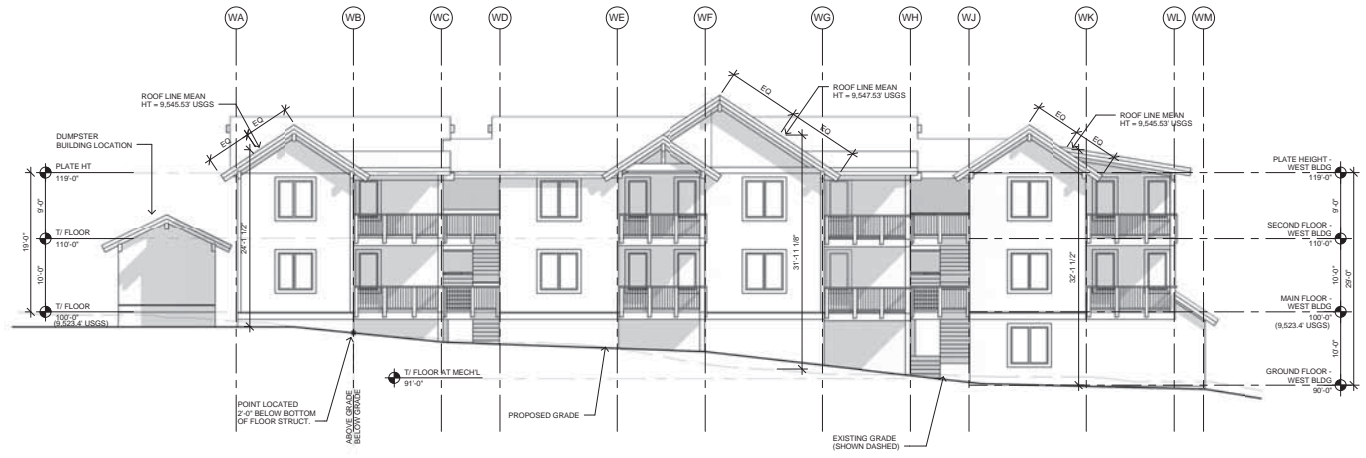 WA
WB
WC
WD
WE
WF
WG
WH
WJ
WK
WL
WM
ROOF LINE MEAN
HT = 9,545.53' USGS
EQ
EQ
EQ
EQ
ROOF LINE MEAN
HT = 9,547.53' USGS
EQ
EQ
ROOF LINE MEAN
HT = 9,545.53' USGS
DUMPSTER
BUILDING LOCATION
PLATE HT
119'-0"
9'-0"
T/ FLOOR
110'-0"
19'-0"
10'-0"
T/ FLOOR
100'-0"
(9,523.4' USGS)
24'-1 1/2"
31'-11 1/8"
32'-1 1/2"
PLATE HEIGHT -
WEST BLDG
119'-0"
9'-0"
SECOND FLOOR -
WEST BLDG
110'-0"
10'-0"
29'-0"
MAIN FLOOR -
WEST BLDG
100'-0"
(9,523.4' USGS)
10'-0"
GROUND FLOOR -
WEST BLDG
90'-0"
T/ FLOOR AT MECH'L
91'-0"
POINT LOCATED
2'-0" BELOW BOTTOM
OF FLOOR STRUCT.
ABOVE GRADE
BELOW GRADE
PROPOSED GRADE
EXISTING GRADE
(SHOWN DASHED)